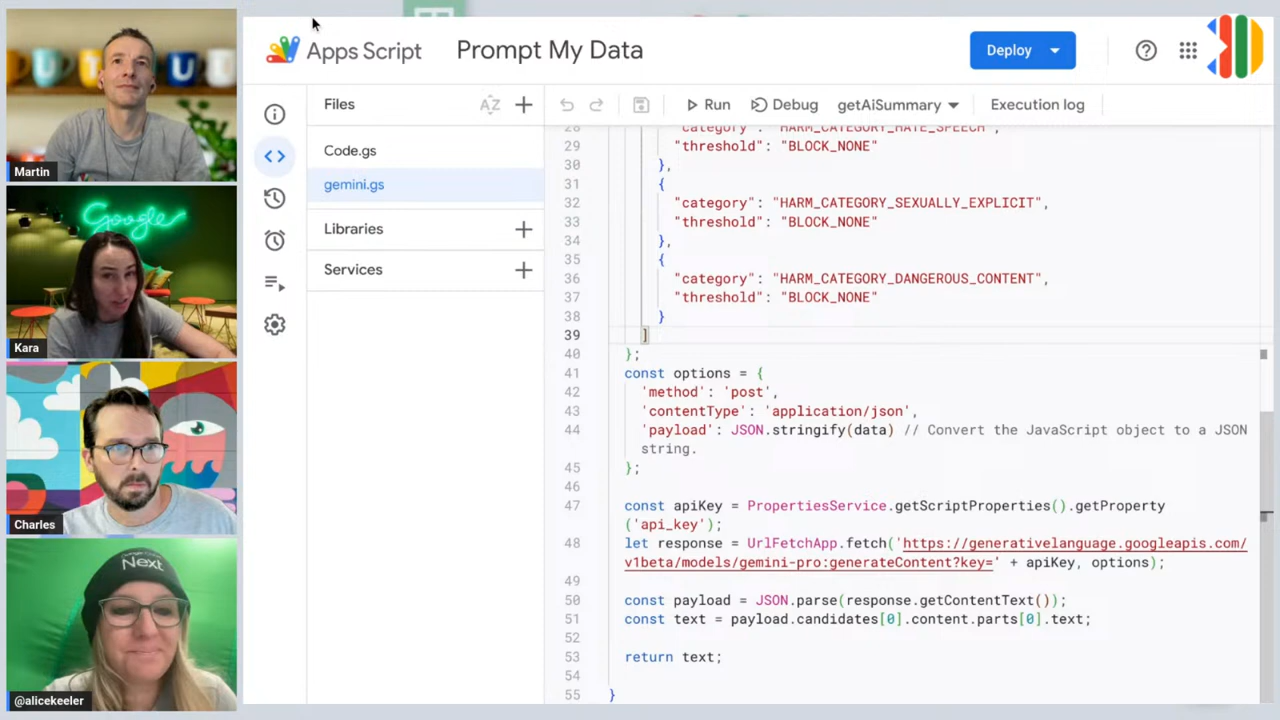 Martin
Google
Kara
Charles
Next
@alicekeeler
Apps Script
Prompt My Data
Deploy
Files
Code.gs
gemini.gs
Libraries
Services
Run
Debug
getAiSummary
Execution log
28 "category": "HARM_CATEGORY_HATE_SPEECH",
29 "threshold": "BLOCK_NONE"
30 },
31 {
32 "category": "HARM_CATEGORY_SEXUALLY_EXPLICIT",
33 "threshold": "BLOCK_NONE"
34 },
35 {
36 "category": "HARM_CATEGORY_DANGEROUS_CONTENT",
37 "threshold": "BLOCK_NONE"
38 }
39 ]
40 };
41 const options = {
42 'method': 'post',
43 'contentType': 'application/json',
44 'payload': JSON.stringify(data) // Convert the JavaScript object to a JSON
string.
45 };
46
47 const apiKey = PropertiesService.getScriptProperties().getProperty
('api_key');
48 let response = UrlFetchApp.fetch('https://generativelanguage.googleapis.com/
v1beta/models/gemini-pro:generateContent?key=' + apiKey, options);
49
50 const payload = JSON.parse(response.getContentText());
51 const text = payload.candidates[0].content.parts[0].text;
52
53 return text;
54
55 }